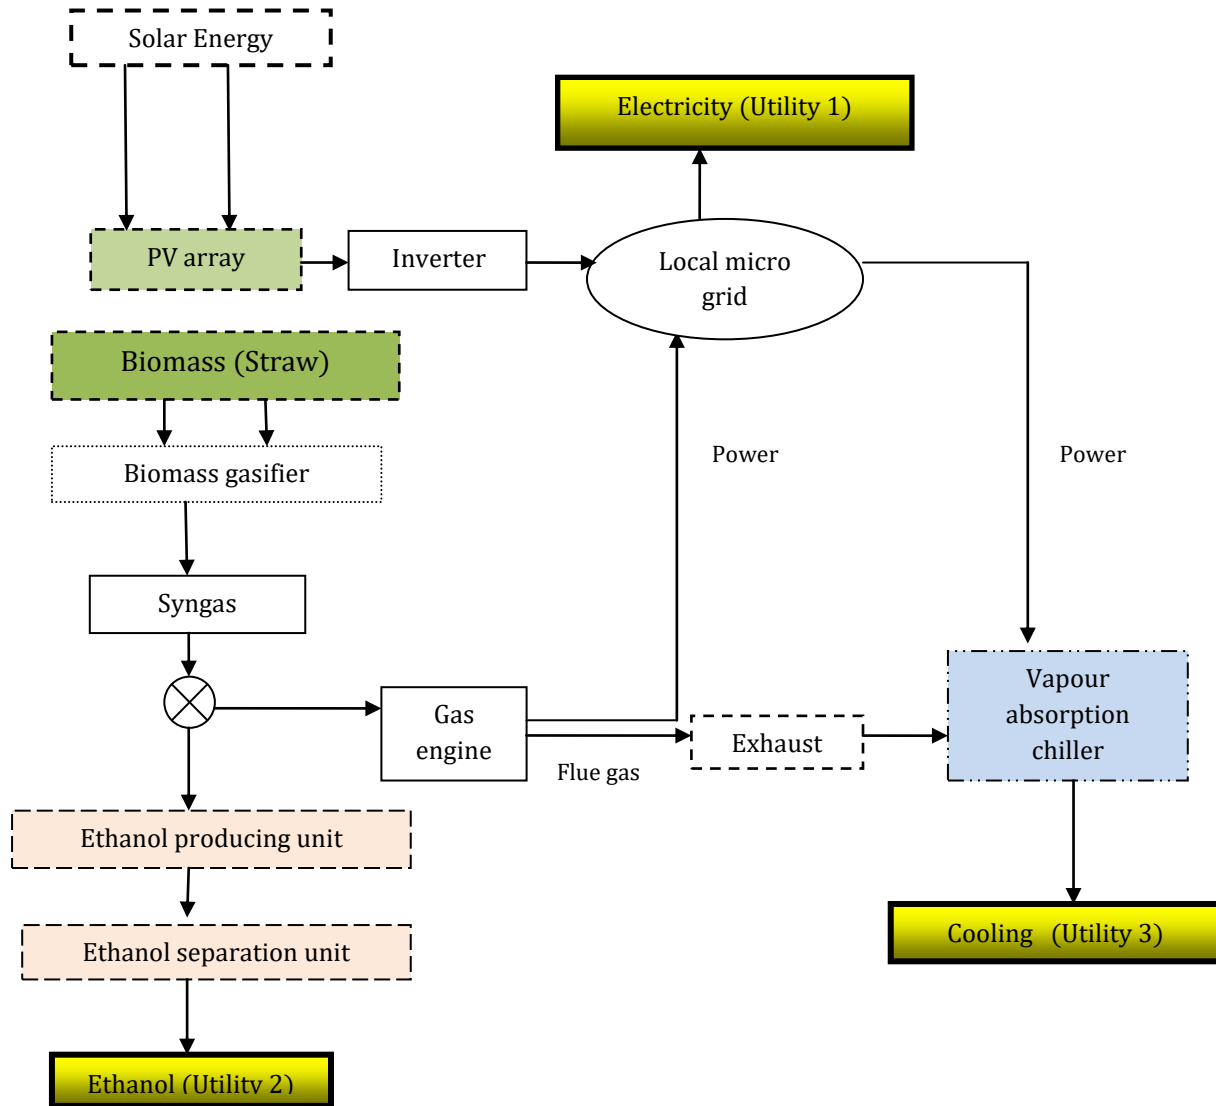 Solar Energy
Electricity (Utility 1)
PV array
Inverter
Local micro
grid
Biomass (Straw)
Biomass gasifier
Power
Power
Syngas
Gas
engine
Flue gas
Exhaust
Vapour
absorption
chiller
Ethanol producing unit
Ethanol separation unit
Cooling (Utility 3)
Ethanol (Utility 2)